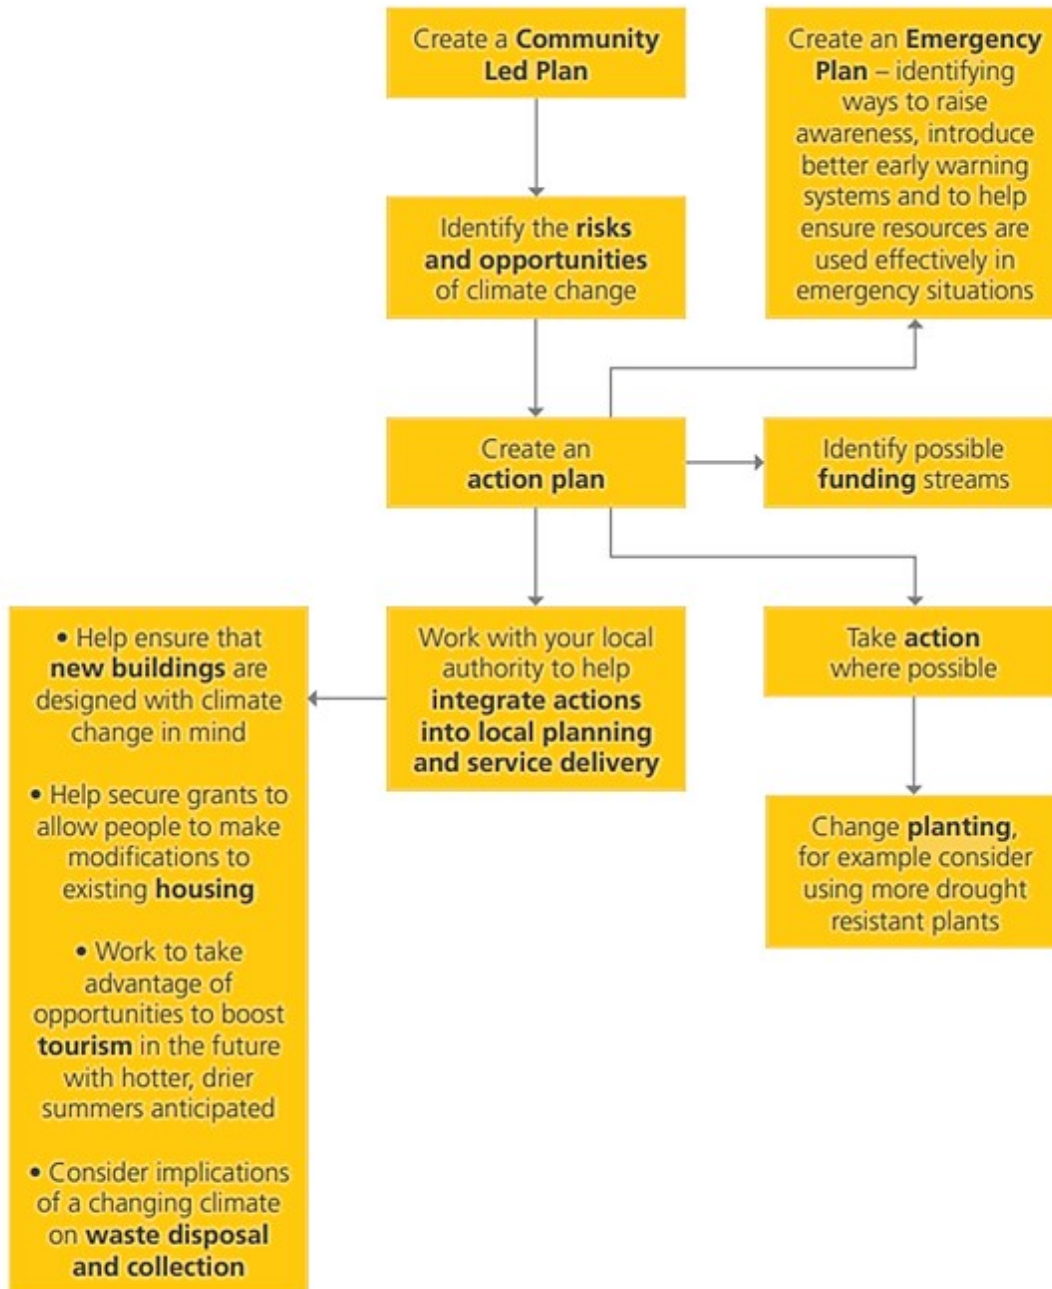 Create a Community
Led Plan
Create an Emergency
Plan – identifying
ways to raise
awareness, introduce
better early warning
systems and to help
ensure resources are
used effectively in
emergency situations
Identify the risks
and opportunities
of climate change
Create an
action plan
Identify possible
funding streams
• Help ensure that
new buildings are
designed with climate
change in mind
• Help secure grants to
allow people to make
modifications to
existing housing
• Work to take
advantage of
opportunities to boost
tourism in the future
with hotter, drier
summers anticipated
• Consider implications
of a changing climate
on waste disposal
and collection
Work with your local
authority to help
integrate actions
into local planning
and service delivery
Take action
where possible
Change planting,
for example consider
using more drought
resistant plants